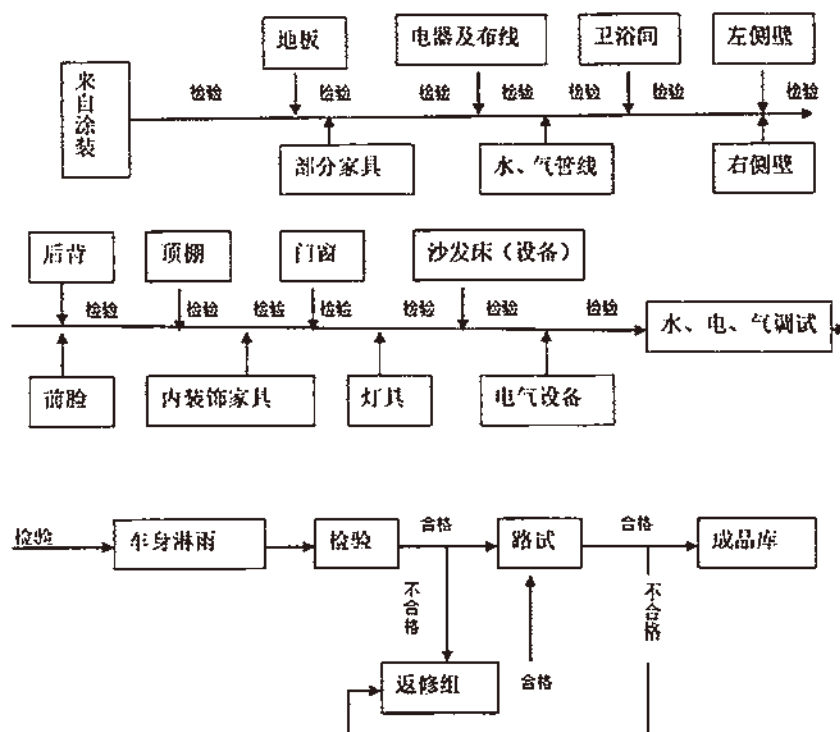 地板
电器及布线
卫浴间
左侧壁
来自涂装
检验 检验 检验 检验 检验 检验 检验
部分家具
水、气管线
右侧壁
后背
顶棚
门窗
沙发床（设备）
检验 检验 检验 检验 检验 检验 检验
水、电、气调试
前脸
内装饰家具
灯具
电气设备
检验
车身淋雨
检验
合格
路试
合格
成品库
不合格
不合格
返修组
合格